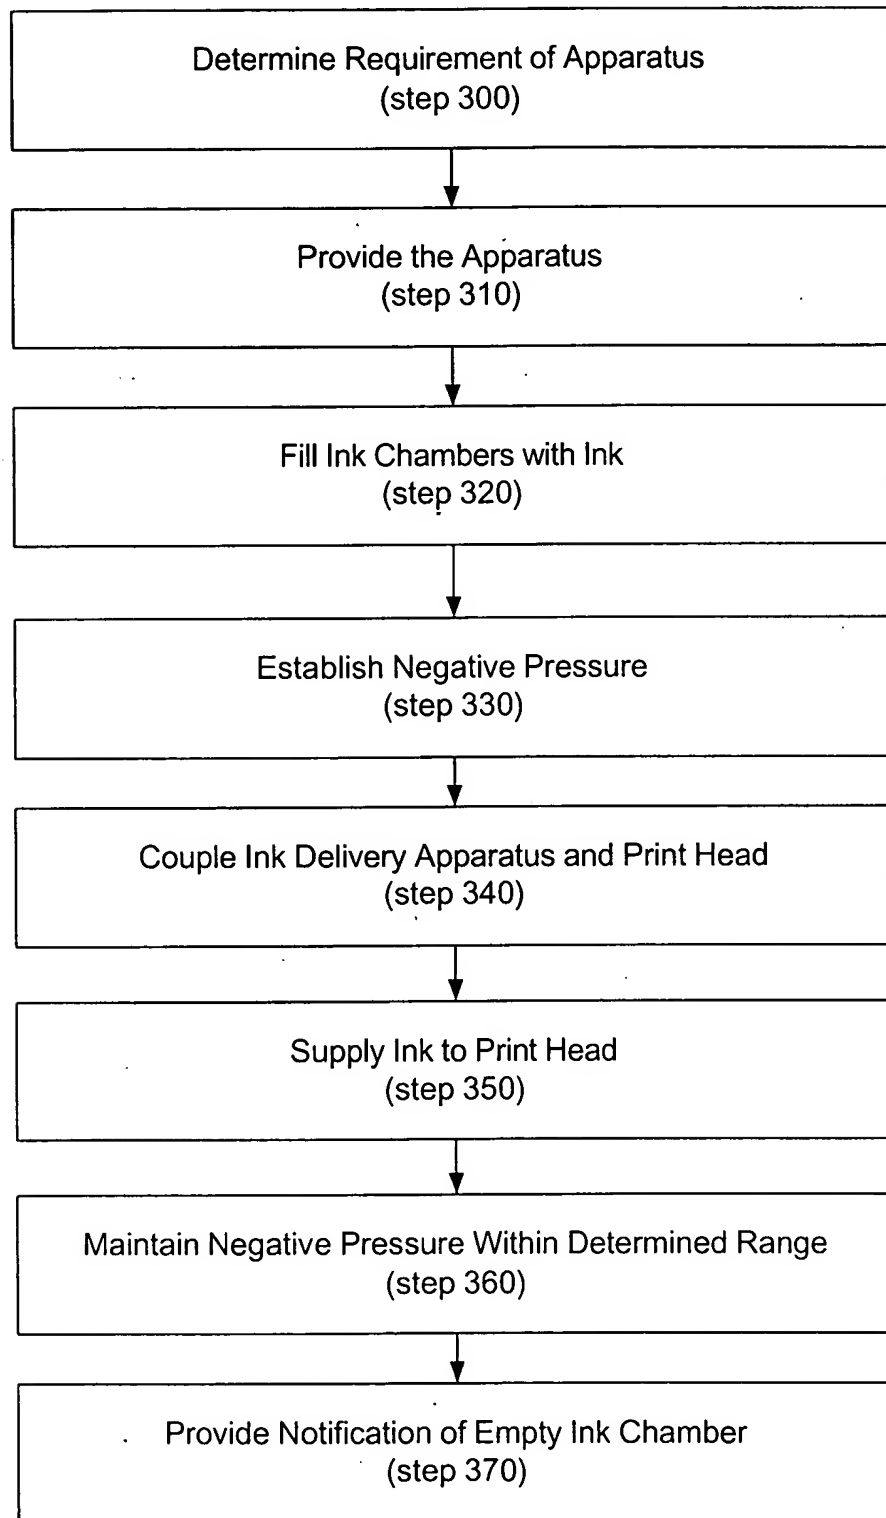 Determine Requirement of Apparatus
(step 300)
Provide the Apparatus
(step 310)
Fill Ink Chambers with Ink
(step 320)
Establish Negative Pressure
(step 330)
Couple Ink Delivery Apparatus and Print Head
(step 340)
Supply Ink to Print Head
(step 350)
Maintain Negative Pressure Within Determined Range
(step 360)
Provide Notification of Empty Ink Chamber
(step 370)